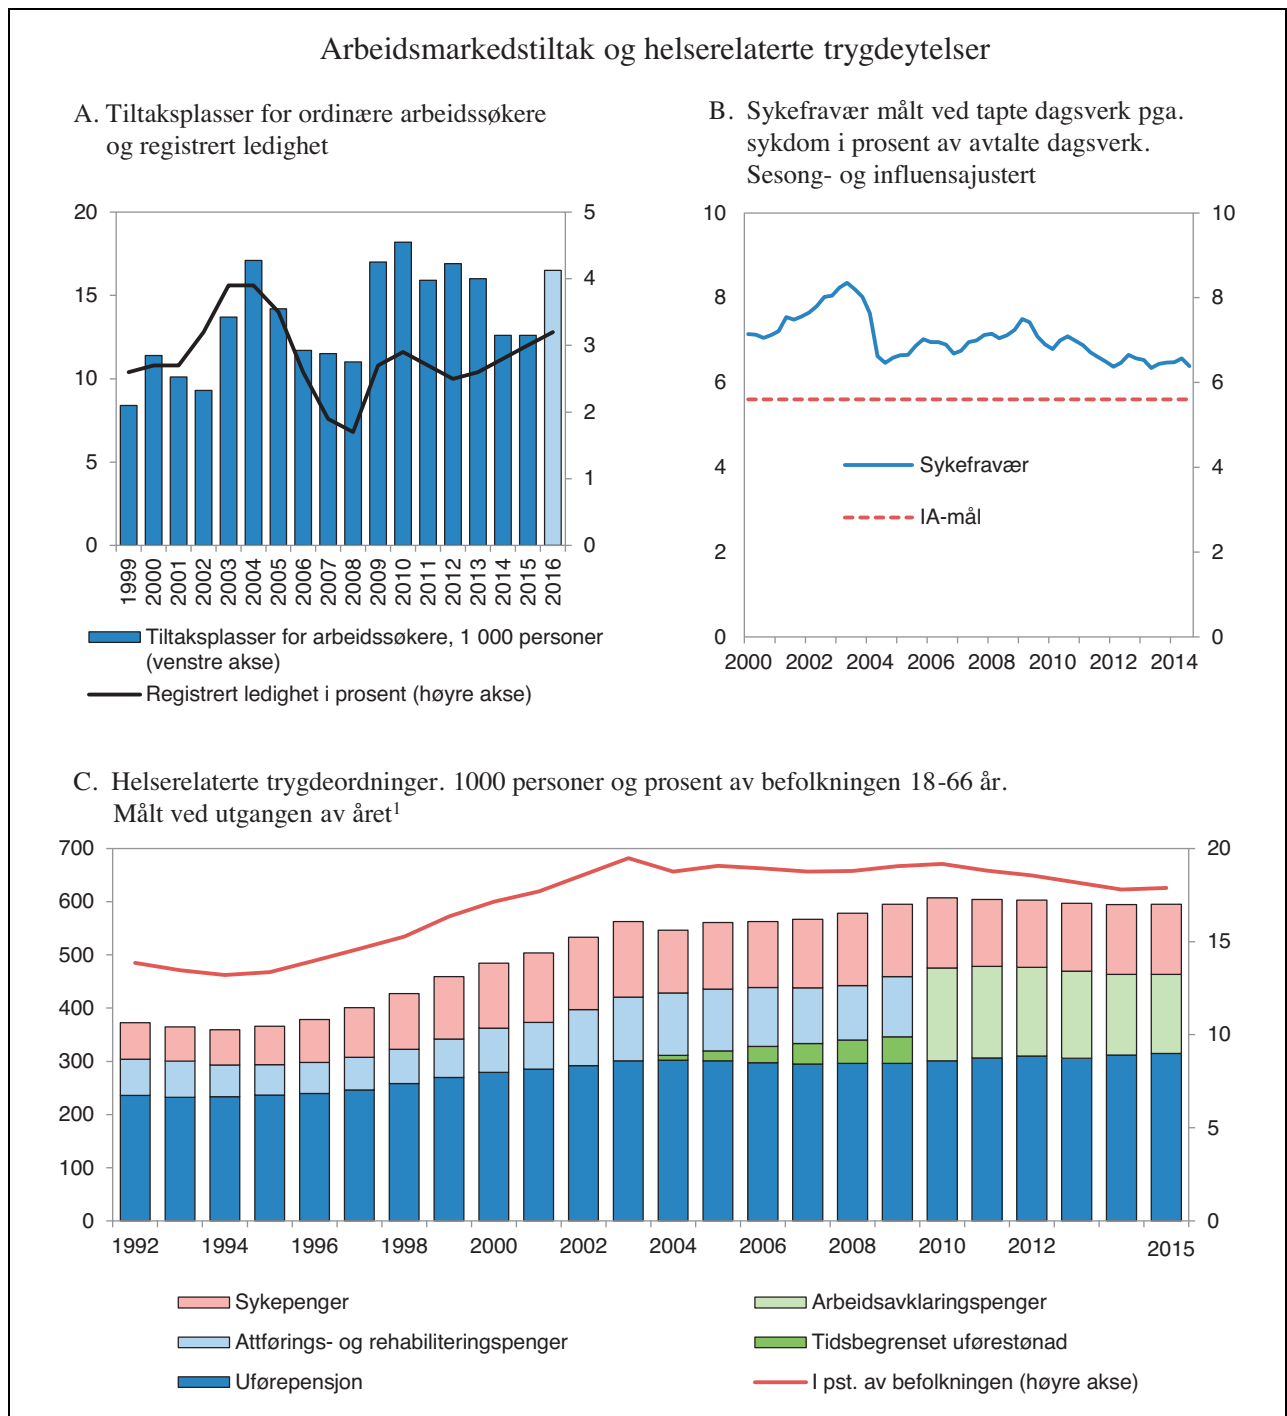 Arbeidsmarkedstiltak og helserelaterte trygdeytelser
A. Tiltaksplasser for ordinære arbeidssøkere
og registrert ledighet
20
15
10
5
0
5
4
3
2
1
0
1999
2000
2001
2002
2003
2004
2005
2006
2007
2008
2009
2010
2011
2012
2013
2014
2015
2016
Tiltaksplasser for arbeidssøkere, 1 000 personer
(venstre akse)
Registrert ledighet i prosent (høyre akse)
B. Sykefravær målt ved tapte dagsverk pga.
sykdom i prosent av avtalte dagsverk.
Sesong- og influensajustert
10
8
6
4
2
0
10
8
6
4
2
0
Sykefravær
IA-mål
2000 2002 2004 2006 2008 2010 2012 2014
C. Helserelaterte trygdeordninger. 1000 personer og prosent av befolkningen 18-66 år.
Målt ved utgangen av året¹
700
600
500
400
300
200
100
0
20
15
10
5
0
1992 1994 1996 1998 2000 2002 2004 2006 2008 2010 2012 2015
Sykepenger
Attførings- og rehabiliteringspenger
Uførepensjon
Arbeidsavklaringspenger
Tidsbegrenset uførestønad
I pst. av befolkningen (høyre akse)